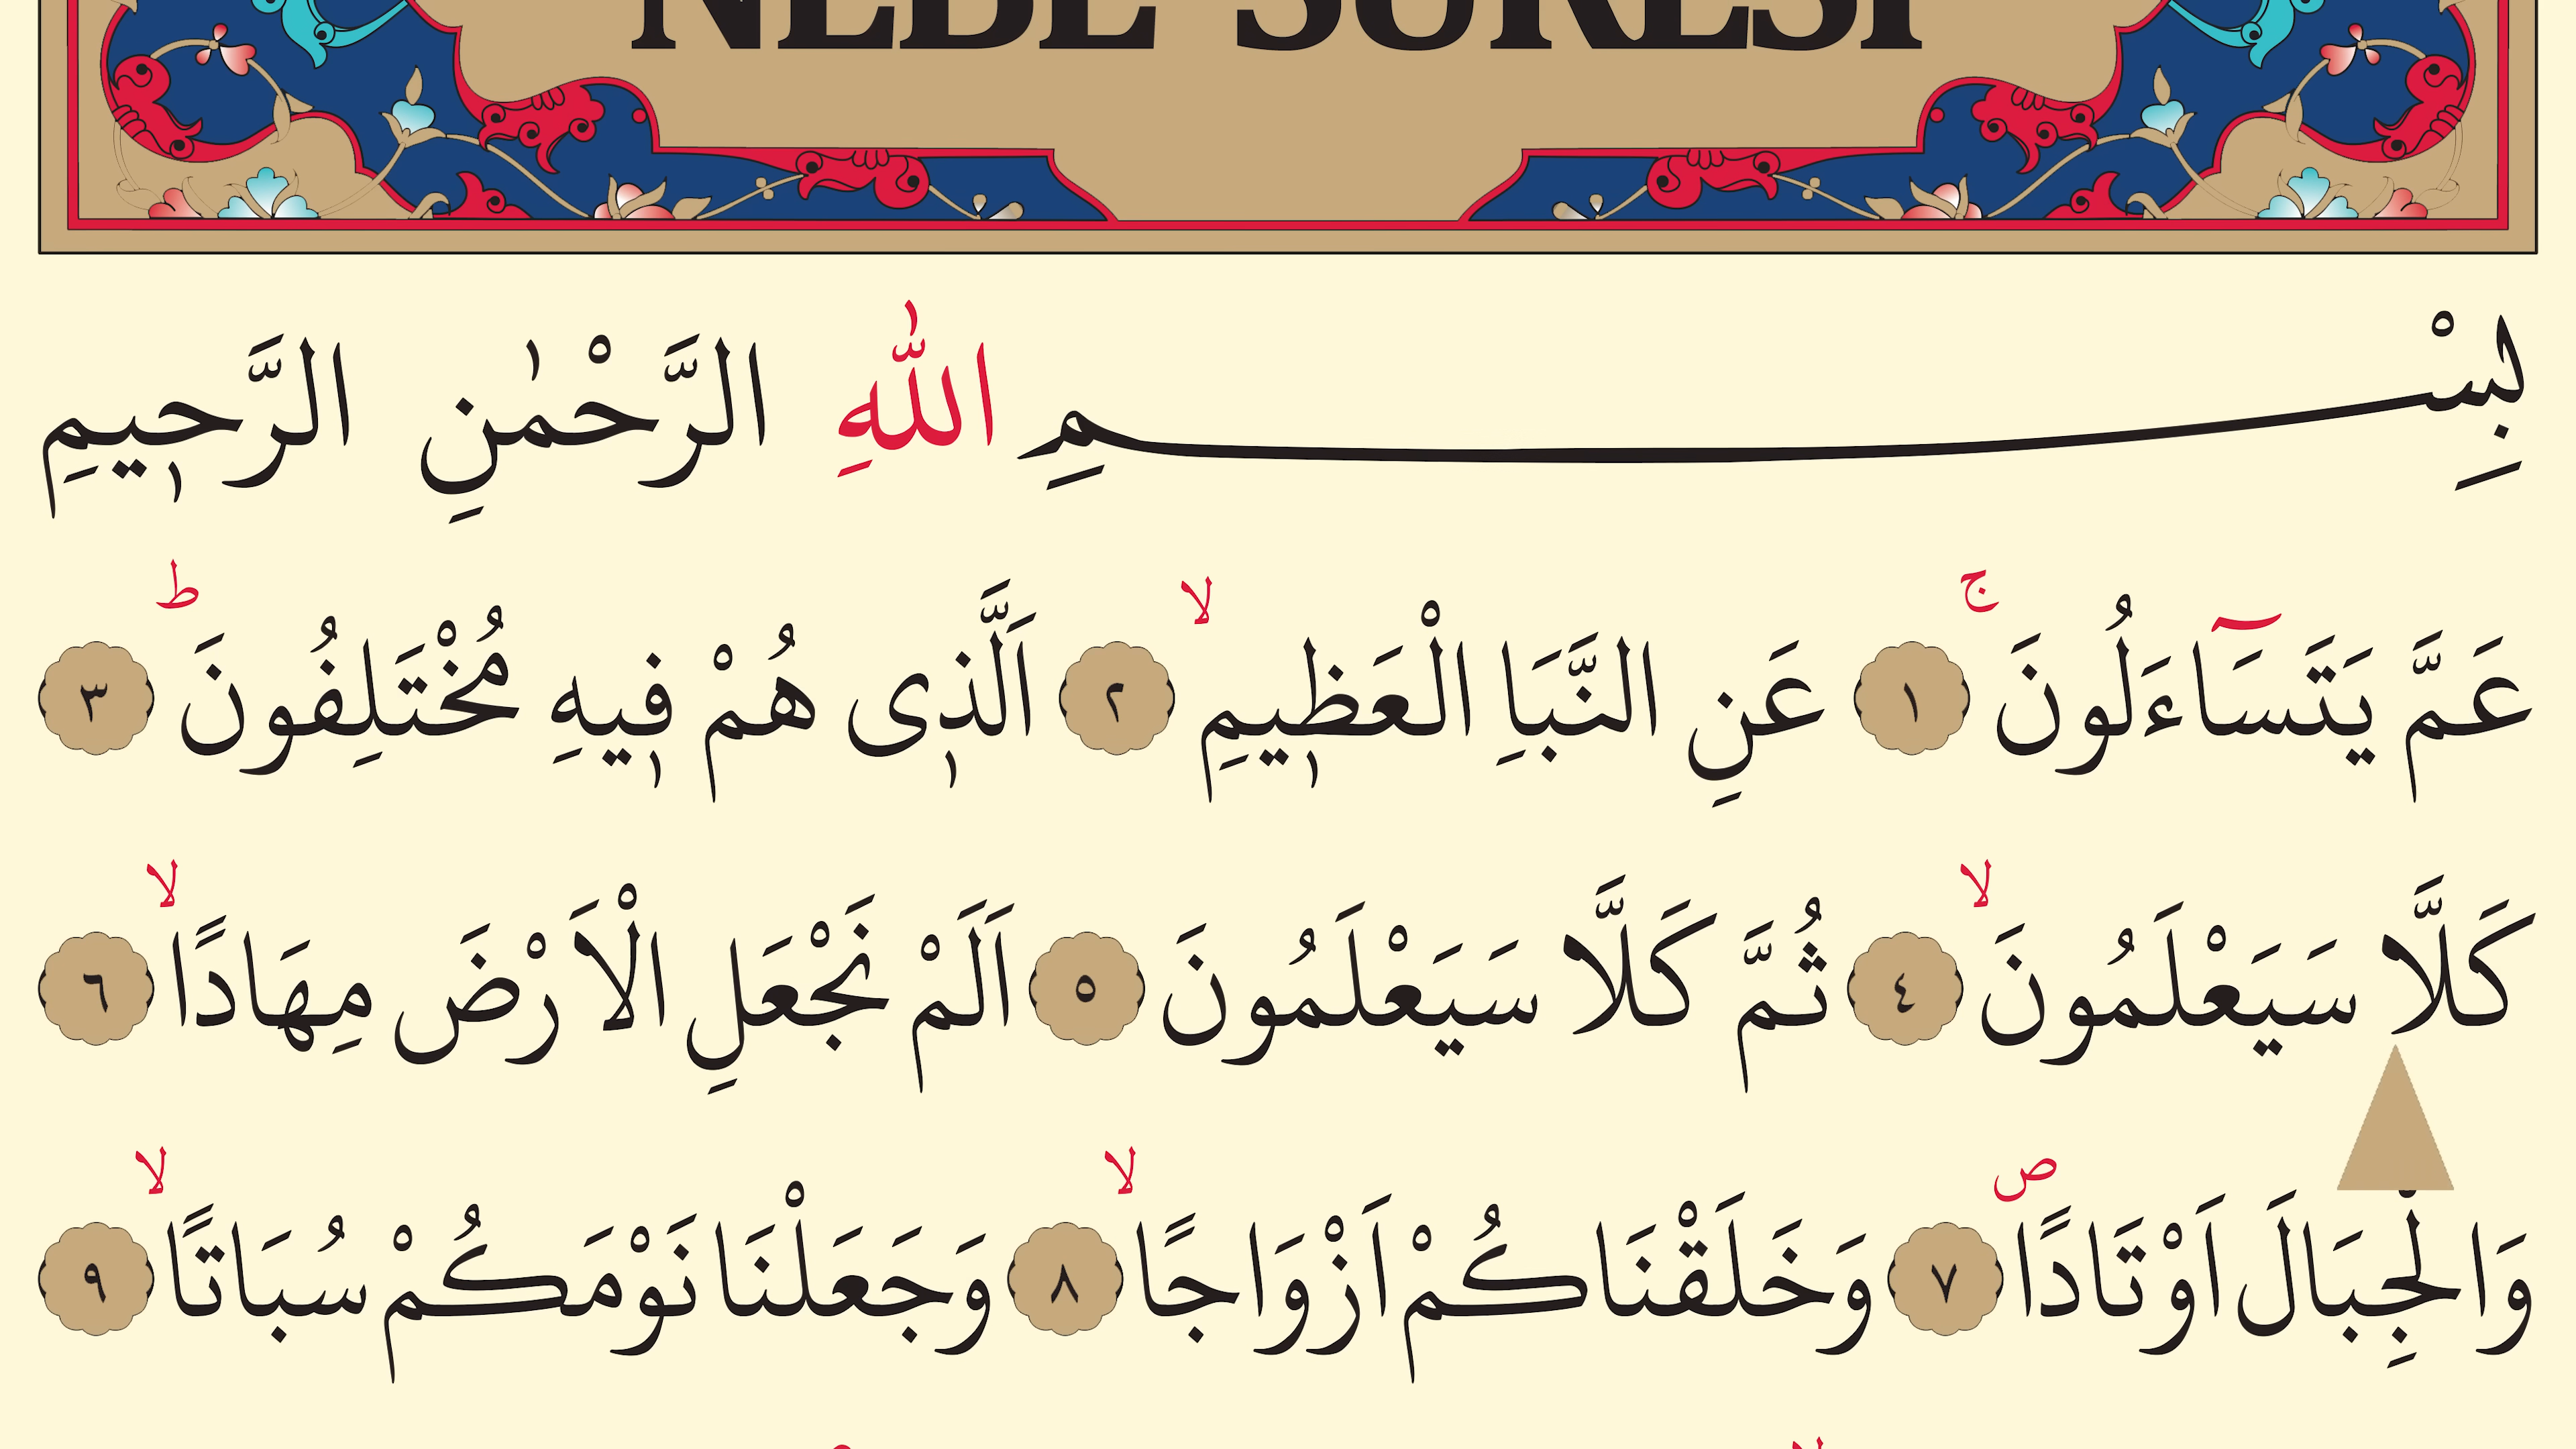 NEBE SURESİ
بِسْمِ اللّٰهِ الرَّحْمٰنِ الرَّحٖيمِ
عَمَّ يَتَسَٓاءَلُونَۚ ﴿١﴾ عَنِ النَّبَاِ الْعَظٖيمِۙ ﴿٢﴾ اَلَّذٖى هُمْ فٖيهِ مُخْتَلِفُونَؕ ﴿٣﴾
كَلَّا سَيَعْلَمُونَۙ ﴿٤﴾ ثُمَّ كَلَّا سَيَعْلَمُونَ ﴿٥﴾ اَلَمْ نَجْعَلِ الْاَرْضَ مِهَادًاۙ ﴿٦﴾
وَالْجِبَالَ اَوْتَادًاۖ ﴿٧﴾ وَخَلَقْنَاكُمْ اَزْوَاجًاۙ ﴿٨﴾ وَجَعَلْنَا نَوْمَكُمْ سُبَاتًاۙ ﴿٩﴾